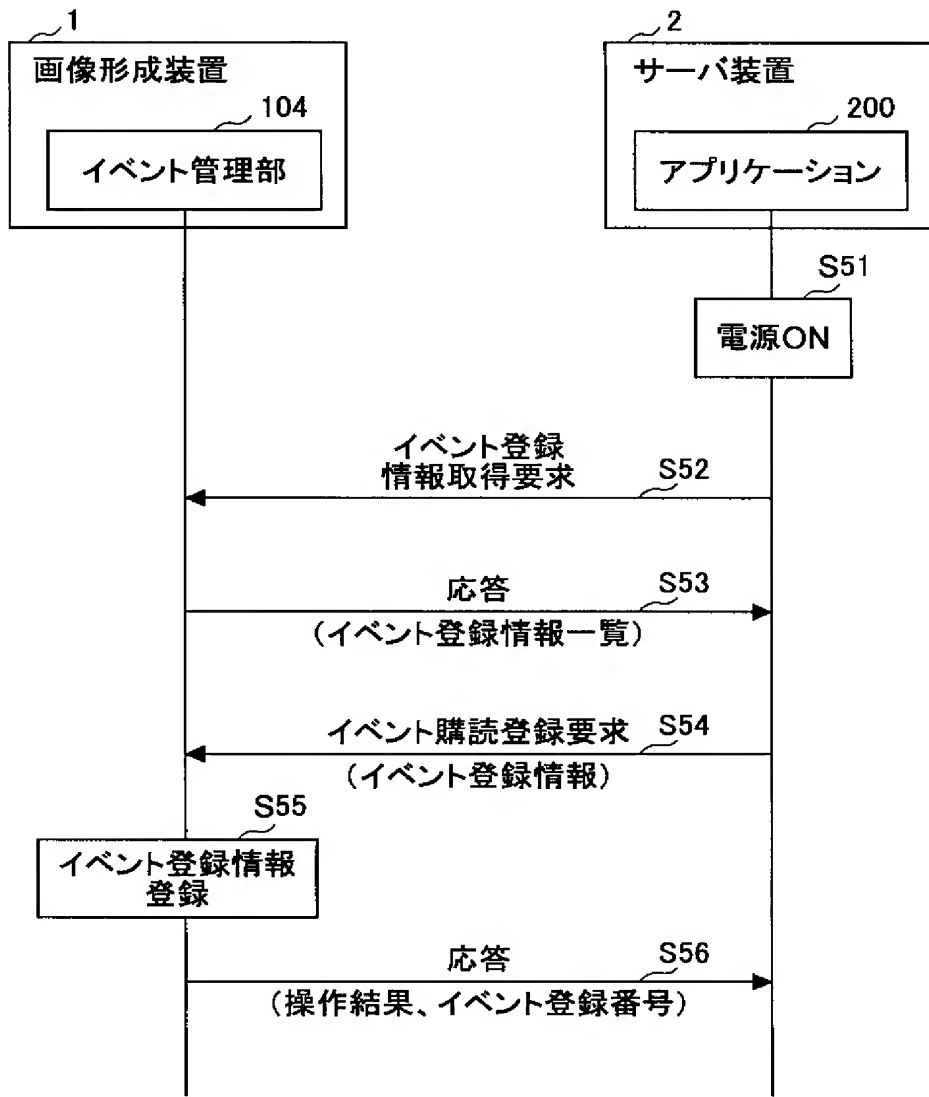 1
画像形成装置
104
イベント管理部
2
サーバ装置
200
アプリケーション
S51
電源ON
イベント登録
情報取得要求
S52
応答
S53
(イベント登録情報一覧)
イベント購読登録要求
S54
(イベント登録情報)
S55
イベント登録情報
登録
応答
S56
(操作結果、イベント登録番号)